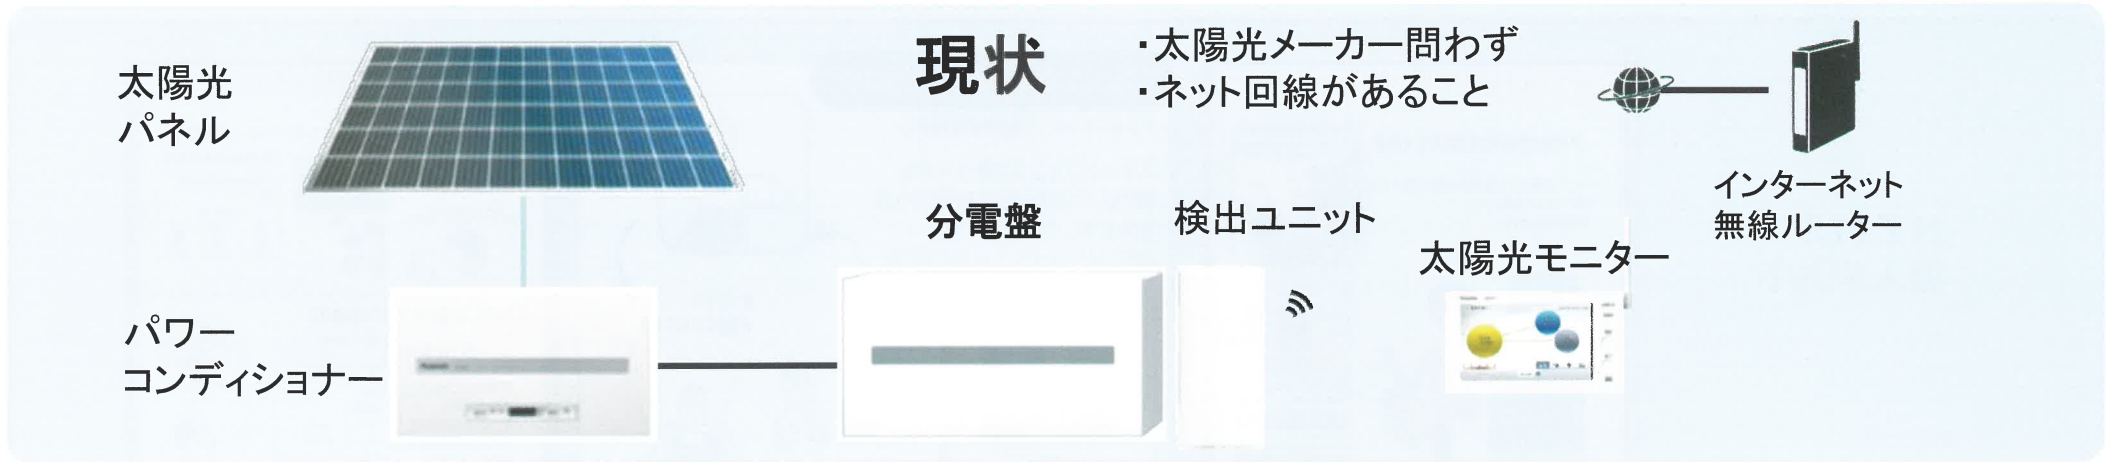 現状
・太陽光メーカー問わず
・ネット回線があること
太陽光
パネル
インターネット
無線ルーター
分電盤
検出ユニット
太陽光モニター
パワー
コンディショナー